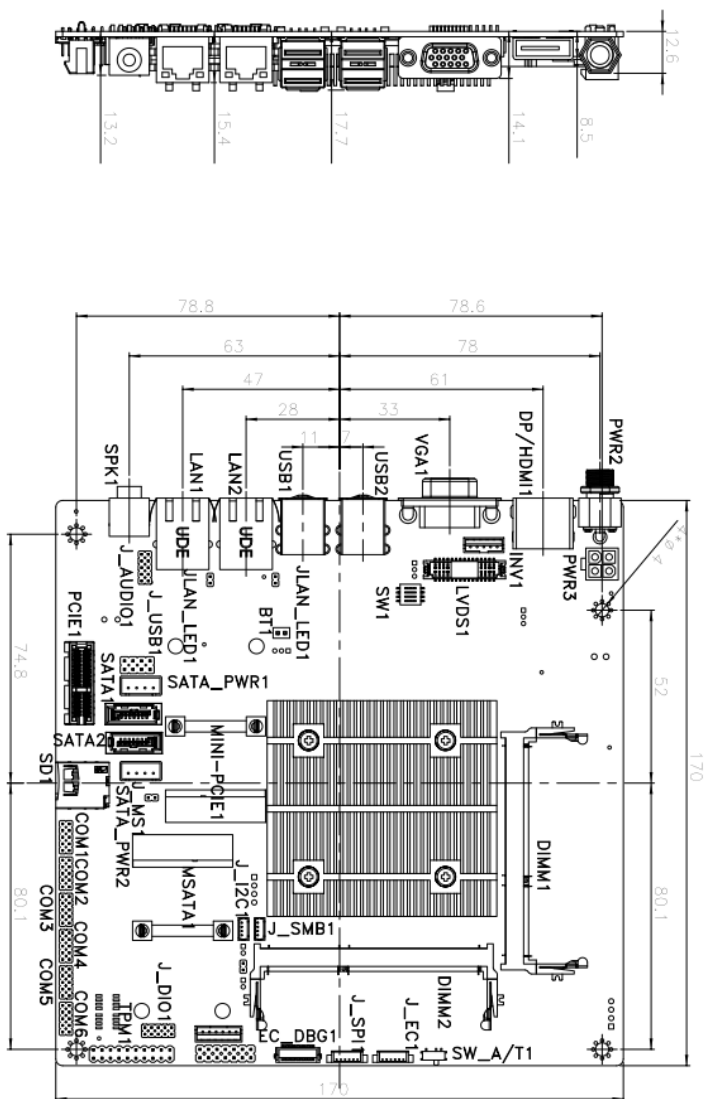 12.6
13.2
15.4
17.7
14.1
8.5
78.8
78.6
63
78
47
61
28
33
11
7
SPK1
LAN1
LAN2
USB1
USB2
VGA1
DP/HDMI1
PWR2
UDE
UDE
4*φ4
J_AUDIO1
J_USB1
JLAN_LED1
BT1
JLAN_LED1
SW1
LVDS1
INV1
PWR3
PCIE1
SATA1
SATA_PWR1
74.8
52
170
SATA2
MINI-PCIE1
SD1
J_MS1
SATA_PWR2
DIMM1
COM1
COM2
COM3
COM4
COM5
COM6
MSATA1
J_I2C1
J_SMB1
80.1
80.1
TPM1
J_DIO1
EC_DBG1
J_SPI1
J_EC1
DIMM2
SW_A/T1
170